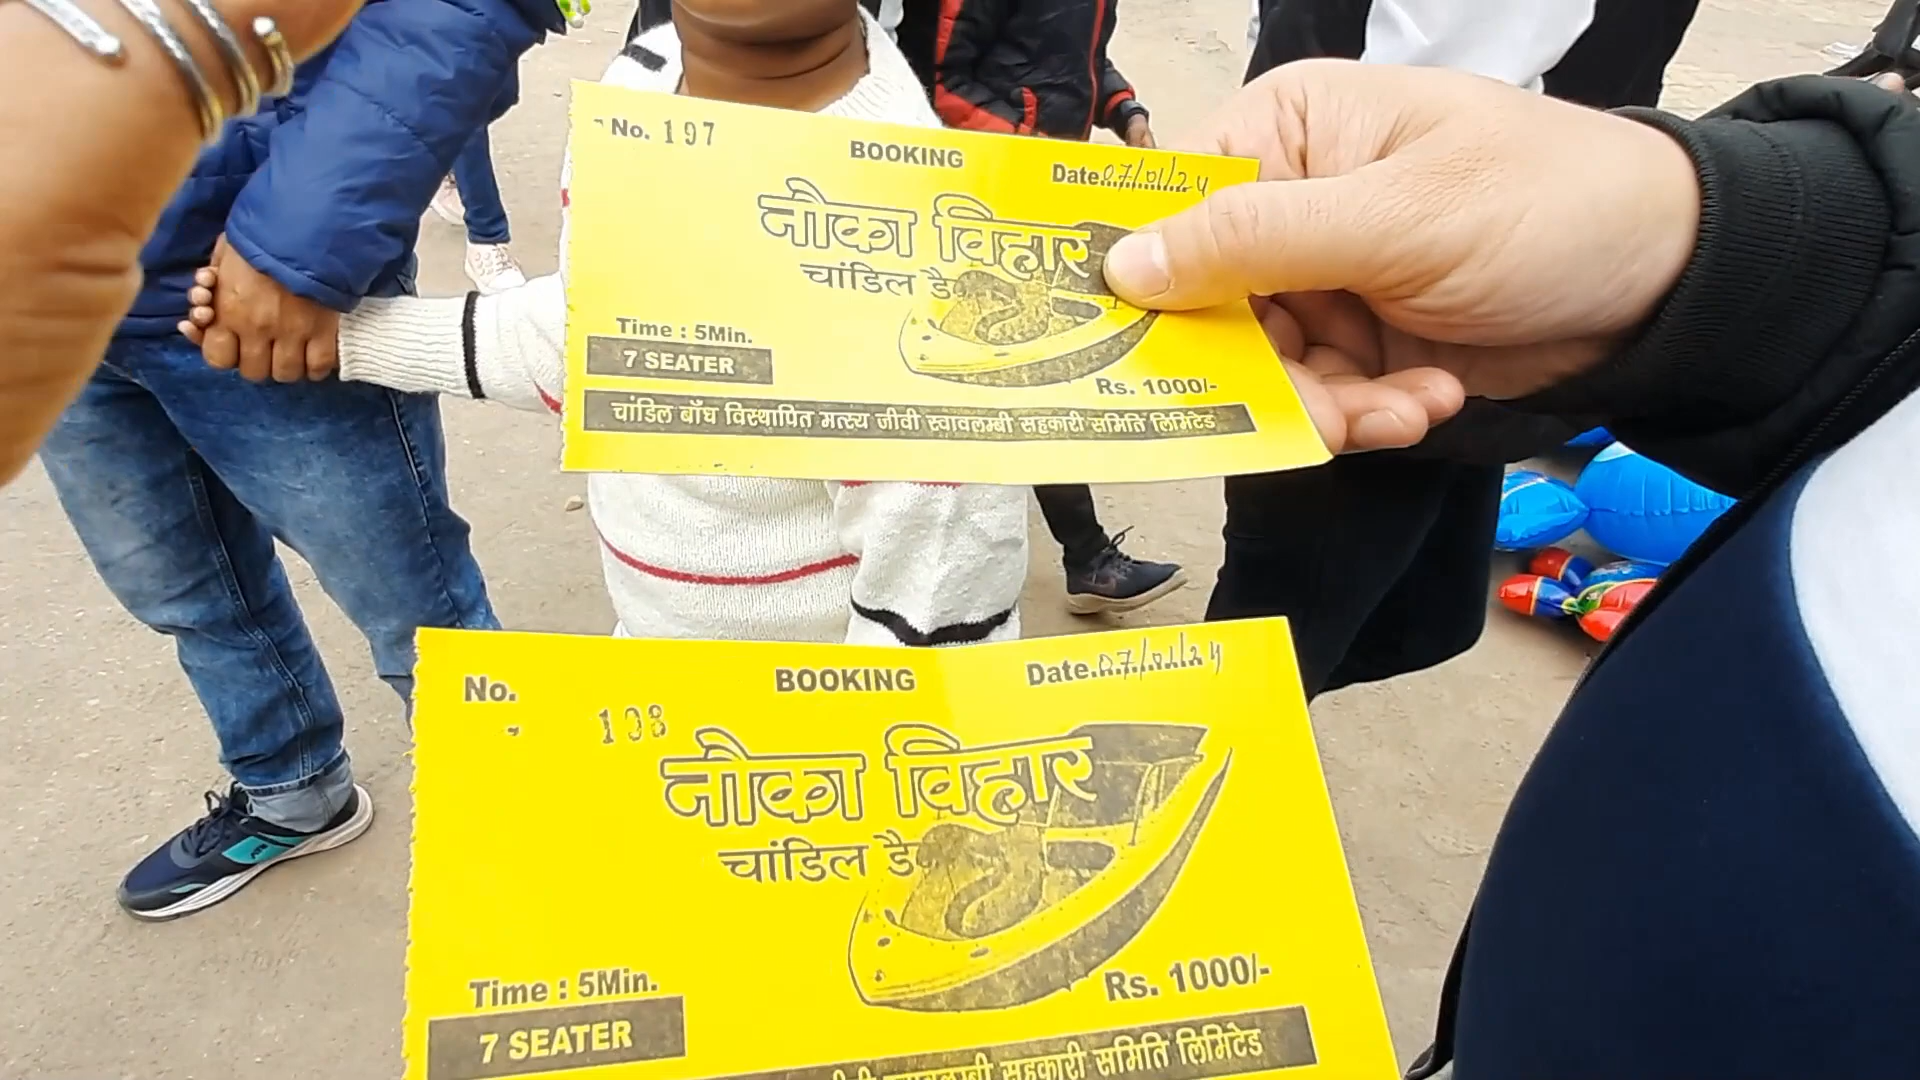 No. 197
BOOKING
Date 07/01/24
नौका विहार
चांडिल डै
Time : 5Min.
7 SEATER
Rs. 1000/-
चांडिल बाँध विस्थापित मत्स्य जीवी स्वावलम्बी सहकारी समिति लिमिटेड
No.
198
BOOKING
Date 07/01/24
नौका विहार
चांडिल डै
Time : 5Min.
7 SEATER
Rs. 1000/-
सहकारी समिति लिमिटेड